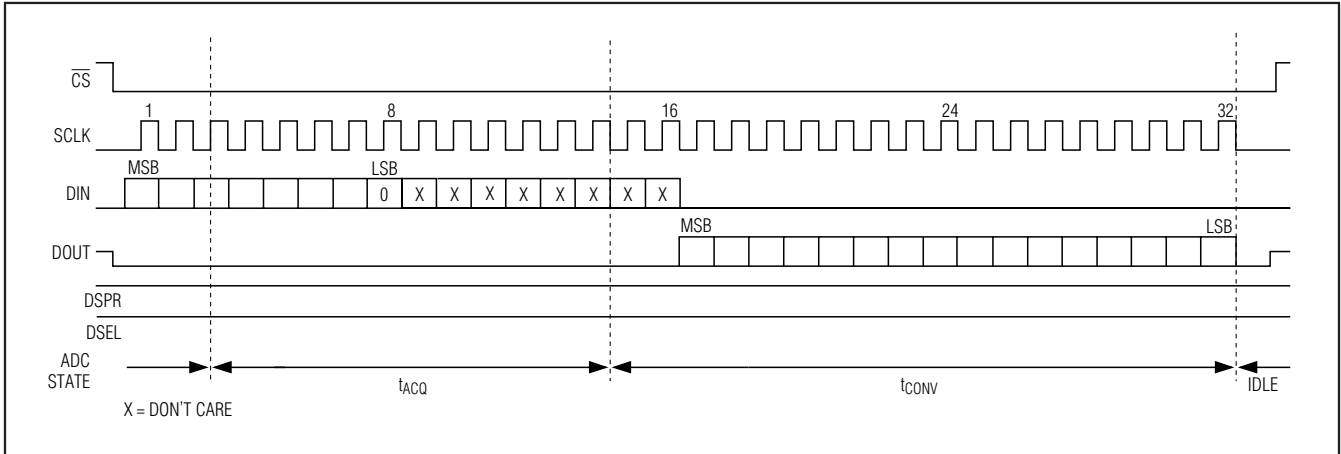 CS
1 8 16 24 32
SCLK
MSB LSB
DIN 0 X X X X X X X X
MSB LSB
DOUT
DSPR
DSEL
ADC
STATE
tACQ tCONV IDLE
X = DON'T CARE